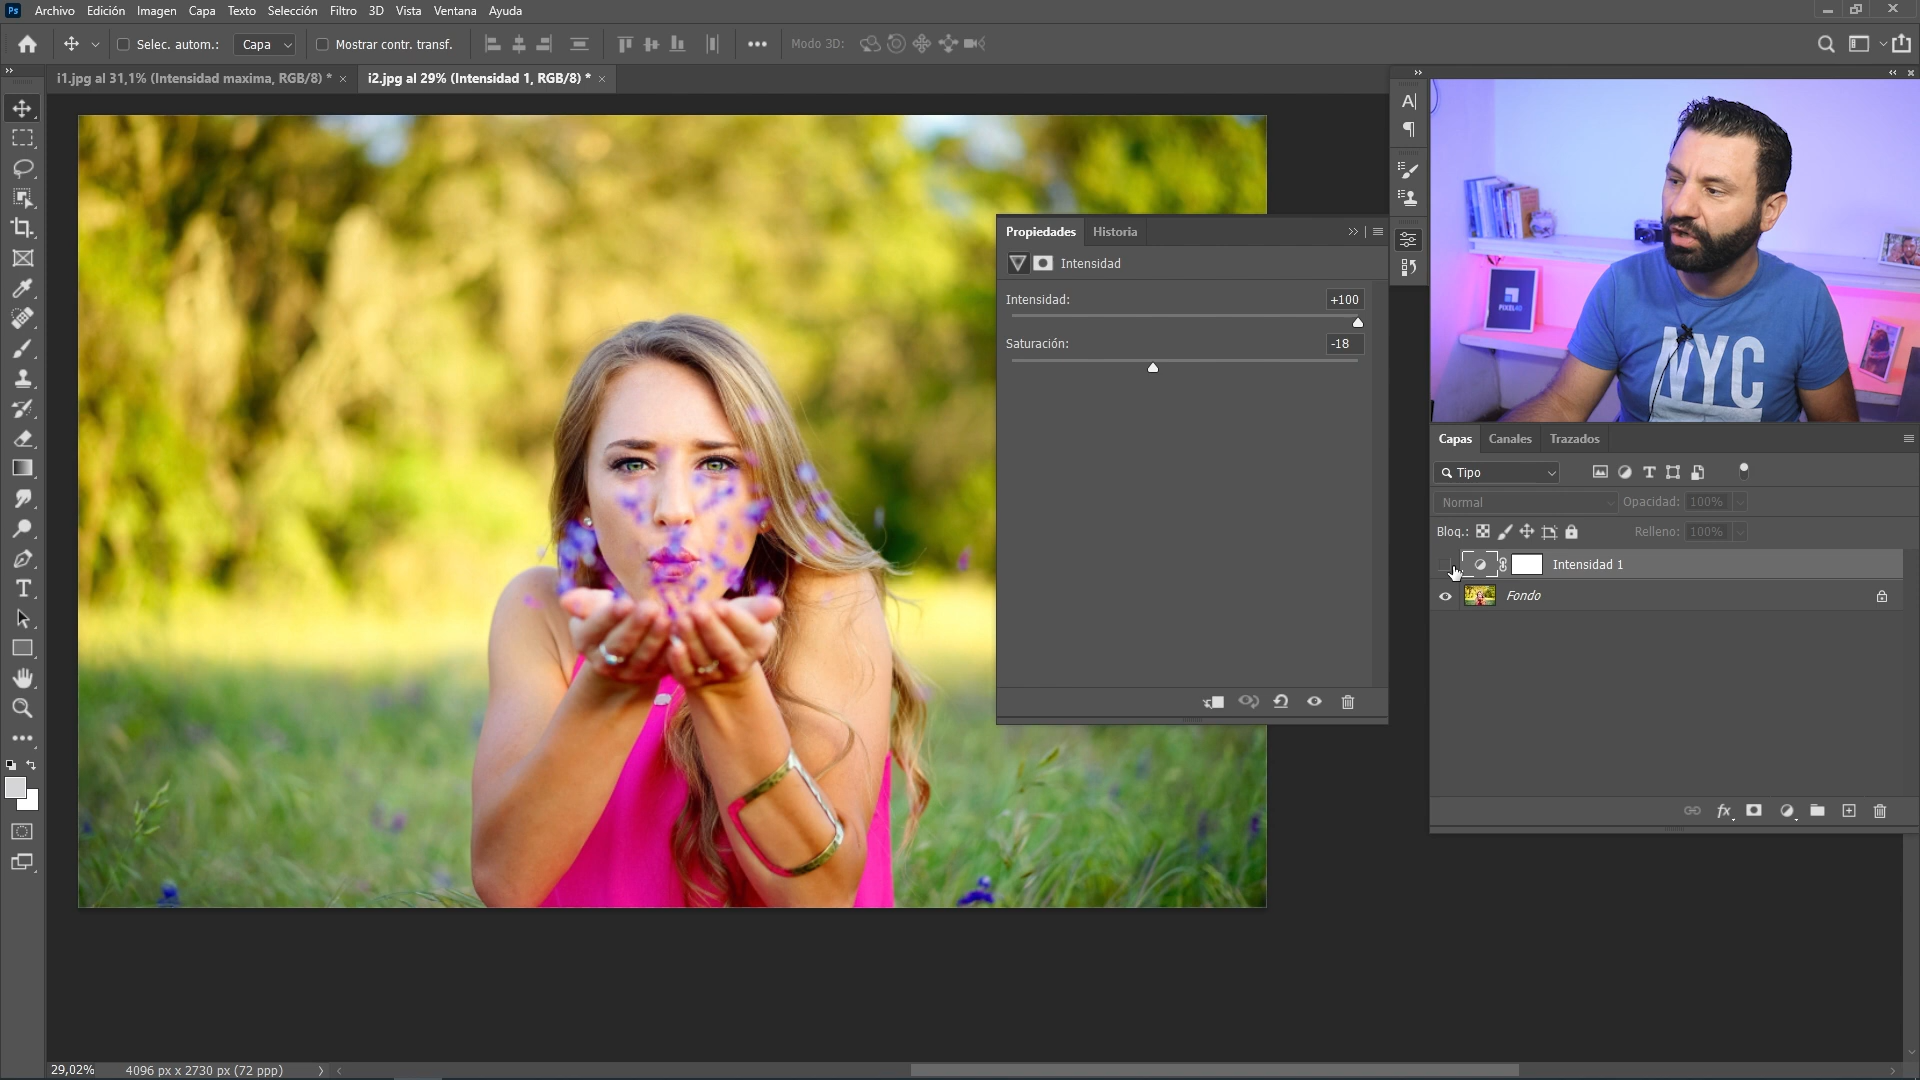 Ps Archivo Edición Imagen Capa Texto Selección Filtro 3D Vista Ventana Ayuda
Selec. autom.: Capa Mostrar contr. transf. Modo 3D:
i1.jpg al 31,1% (Intensidad maxima, RGB/8) * i2.jpg al 29% (Intensidad 1, RGB/8) *
Propiedades Historia
Intensidad
Intensidad: +100
Saturación: -18
PIXEL
NYC
Capas Canales Trazados
Tipo
Normal Opacidad: 100%
Bloq.: Relleno: 100%
Intensidad 1
Fondo
29,02% 4096 px x 2730 px (72 ppp)